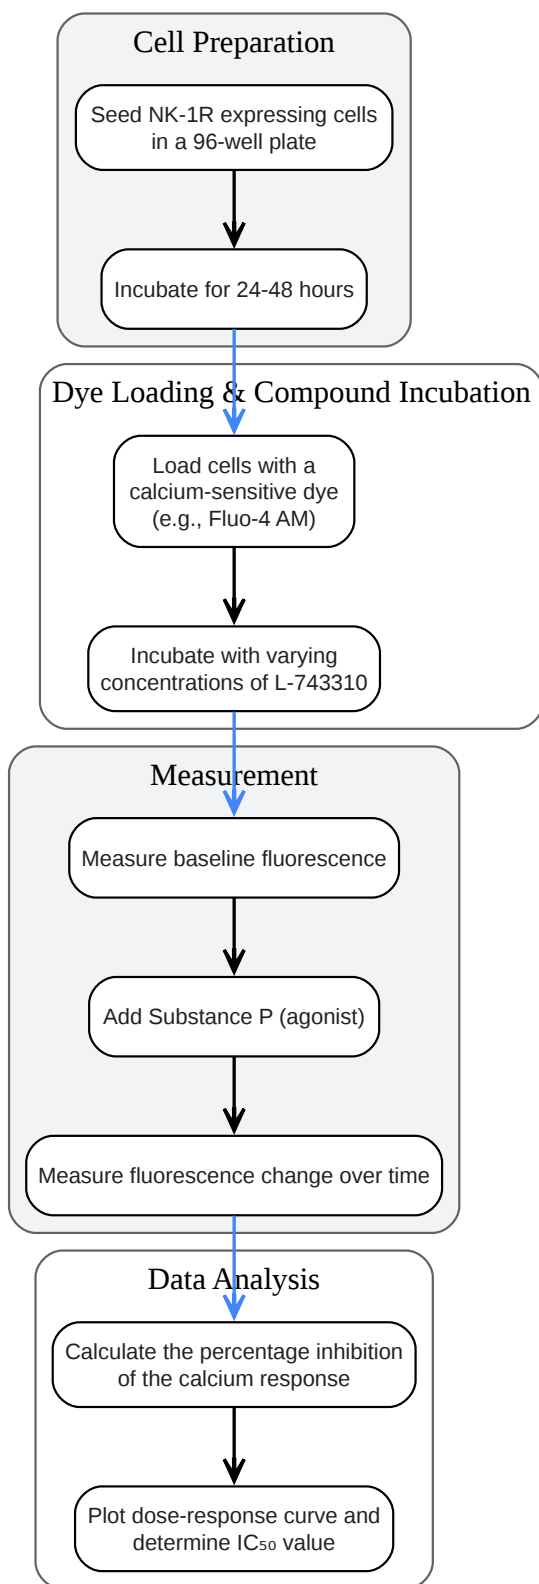 Cell Preparation
Seed NK-1R expressing cells
in a 96-well plate
Incubate for 24-48 hours
Dye Loading & Compound Incubation
Load cells with a
calcium-sensitive dye
(e.g., Fluo-4 AM)
Incubate with varying
concentrations of L-743310
Measurement
Measure baseline fluorescence
Add Substance P (agonist)
Measure fluorescence change over time
Data Analysis
Calculate the percentage inhibition
of the calcium response
Plot dose-response curve and
determine IC₅₀ value